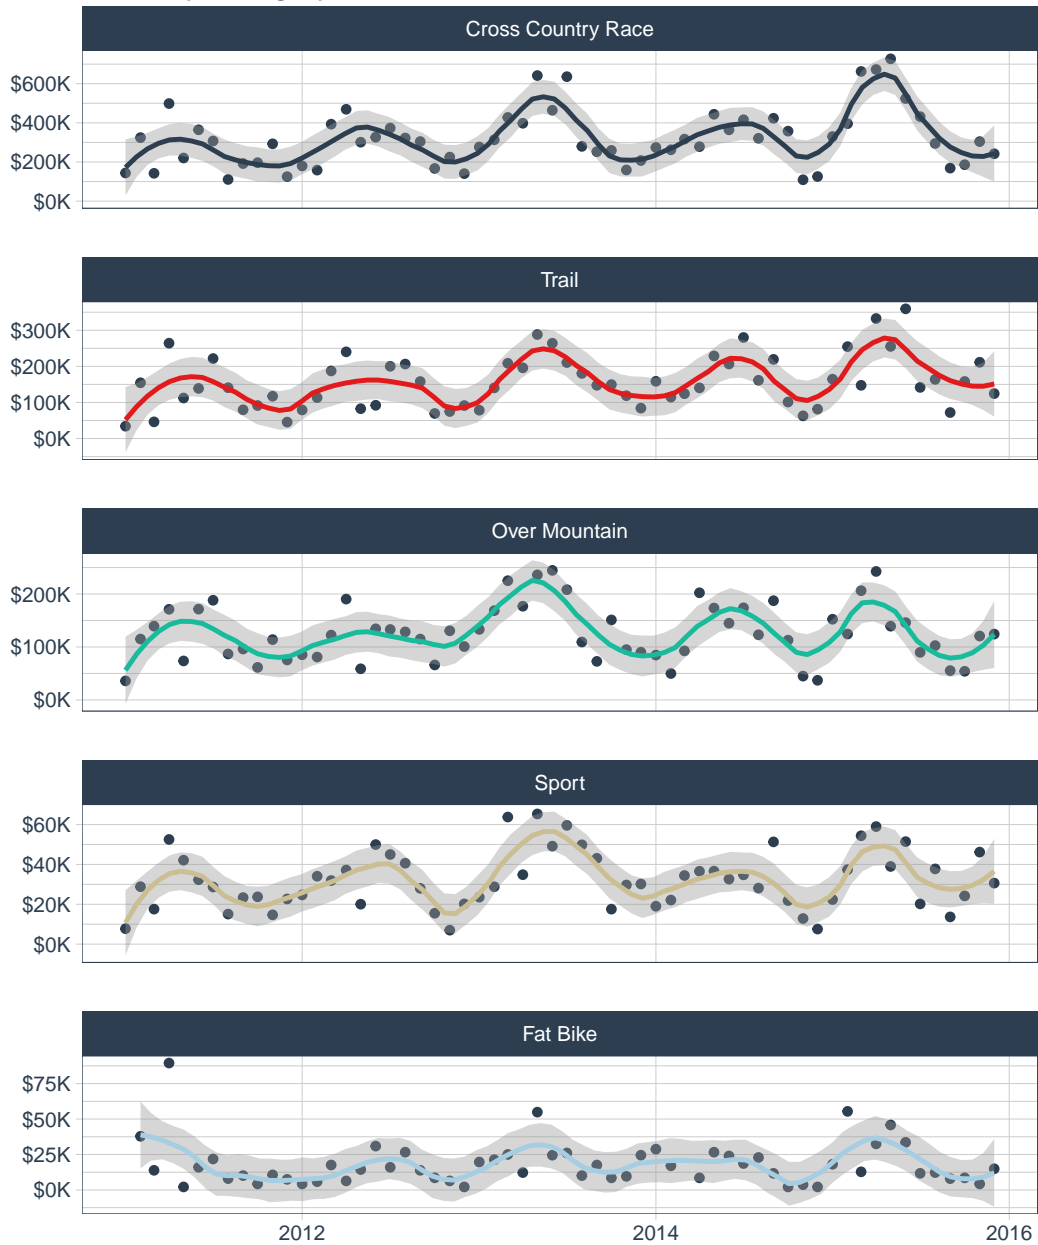 Cross Country Race
$600K
$400K
$200K
$0K
Trail
$300K
$200K
$100K
$0K
Over Mountain
$200K
$100K
$0K
Sport
$60K
$40K
$20K
$0K
Fat Bike
$75K
$50K
$25K
$0K
2012 2014 2016